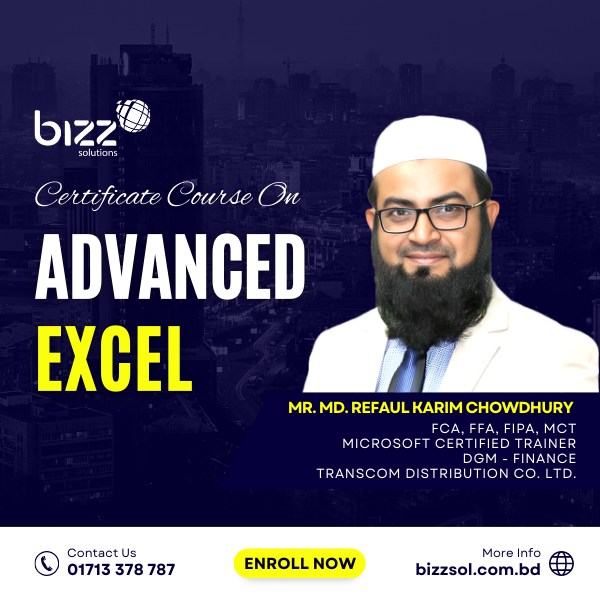 bizz
solutions
Certificate Course On
ADVANCED
EXCEL
MR. MD. REFAUL KARIM CHOWDHURY
FCA, FFA, FIPA, MCT
MICROSOFT CERTIFIED TRAINER
DGM - FINANCE
TRANSCOM DISTRIBUTION CO. LTD.
Contact Us
01713 378 787
ENROLL NOW
More Info
bizzsol.com.bd